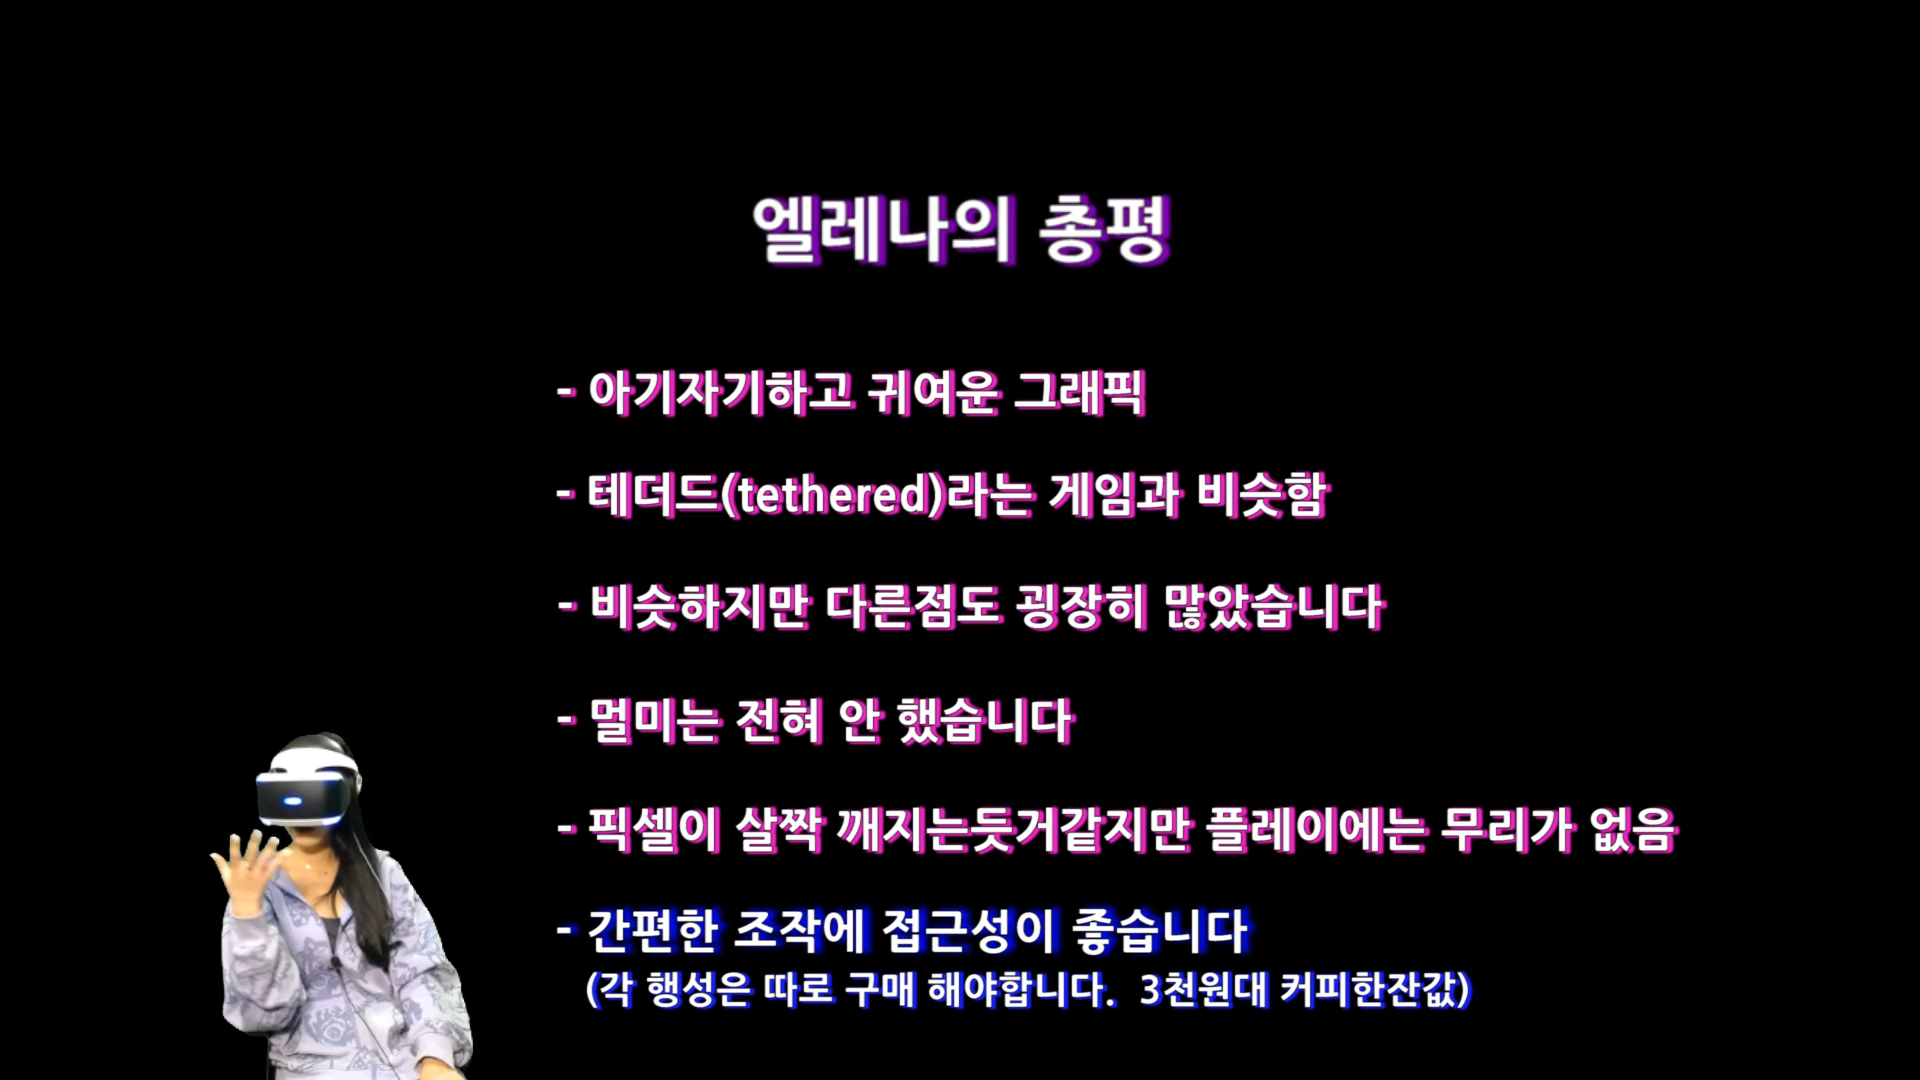 엘레나의 총평
- 아기자기하고 귀여운 그래픽
- 테더드(tethered)라는 게임과 비슷함
- 비슷하지만 다른점도 굉장히 많았습니다
- 멀미는 전혀 안 했습니다
- 픽셀이 살짝 깨지는듯거같지만 플레이에는 무리가 없음
- 간편한 조작에 접근성이 좋습니다
(각 행성은 따로 구매 해야합니다. 3천원대 커피한잔값)